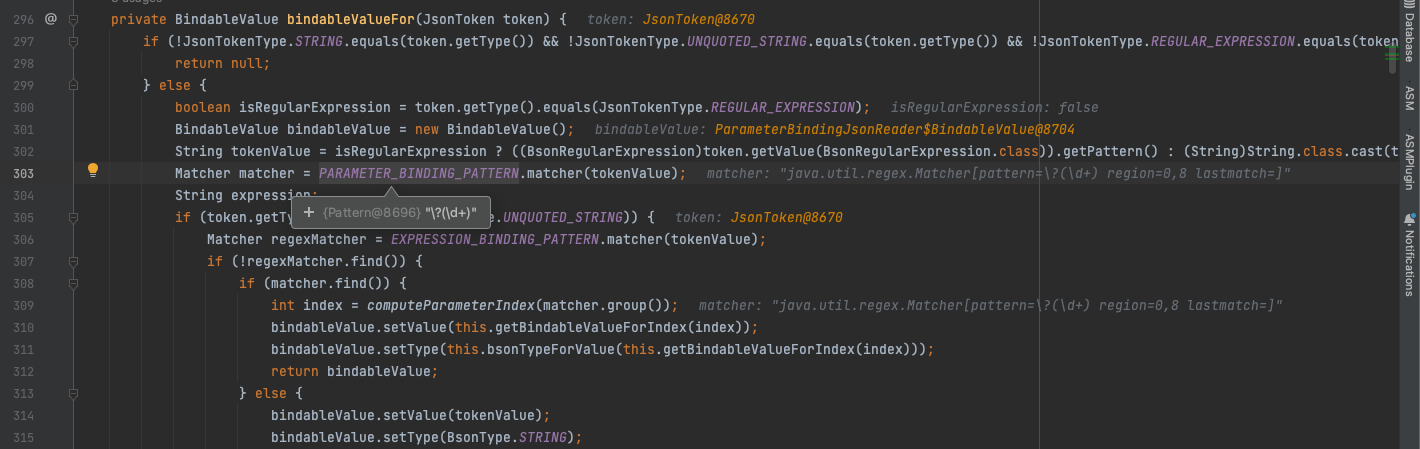 296 @ private BindableValue bindableValueFor(JsonToken token) { token: JsonToken@8670
297 if (!JsonTokenType.STRING.equals(token.getType()) && !JsonTokenType.UNQUOTED_STRING.equals(token.getType()) && !JsonTokenType.REGULAR_EXPRESSION.equals(token
298 return null;
299 } else {
300 boolean isRegularExpression = token.getType().equals(JsonTokenType.REGULAR_EXPRESSION); isRegularExpression: false
301 BindableValue bindableValue = new BindableValue(); bindableValue: ParameterBindingJsonReader$BindableValue@8704
302 String tokenValue = isRegularExpression ? ((BsonRegularExpression)token.getValue(BsonRegularExpression.class)).getPattern() : (String)String.class.cast(t
303 Matcher matcher = PARAMETER_BINDING_PATTERN.matcher(tokenValue); matcher: "java.util.regex.Matcher[pattern=\?(\d+) region=0,8 lastmatch=]"
304 String expression;
+ {Pattern@8696} "\?(\d+)"
305 if (token.getTy .UNQUOTED_STRING)) { token: JsonToken@8670
306 Matcher regexMatcher = EXPRESSION_BINDING_PATTERN.matcher(tokenValue);
307 if (!regexMatcher.find()) {
308 if (matcher.find()) {
309 int index = computeParameterIndex(matcher.group()); matcher: "java.util.regex.Matcher[pattern=\?(\d+) region=0,8 lastmatch=]"
310 bindableValue.setValue(this.getBindableValueForIndex(index));
311 bindableValue.setType(this.bsonTypeForValue(this.getBindableValueForIndex(index)));
312 return bindableValue;
313 } else {
314 bindableValue.setValue(tokenValue);
315 bindableValue.setType(BsonType.STRING);
Database
ASM
ASMPlugin
Notifications